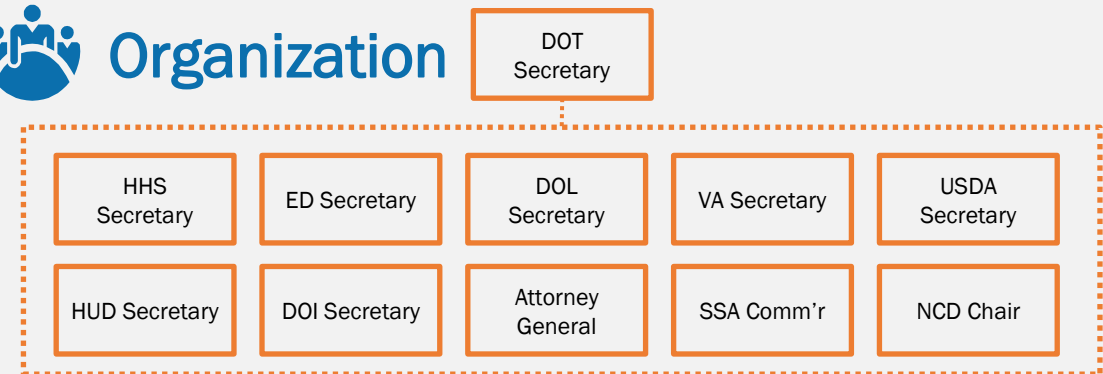 Organization
DOT
Secretary
HHS
Secretary
ED Secretary
DOL
Secretary
VA Secretary
USDA
Secretary
HUD Secretary
DOI Secretary
Attorney
General
SSA Comm’r
NCD Chair